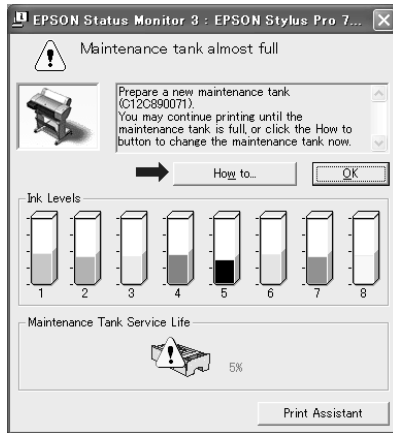 EPSON Status Monitor 3 : EPSON Stylus Pro 7...
Maintenance tank almost full
Prepare a new maintenance tank
(C12C890071).
You may continue printing until the
maintenance tank is full, or click the How to
button to change the maintenance tank now.
How to...
OK
Ink Levels
1 2 3 4 5 6 7 8
Maintenance Tank Service Life
5%
Print Assistant